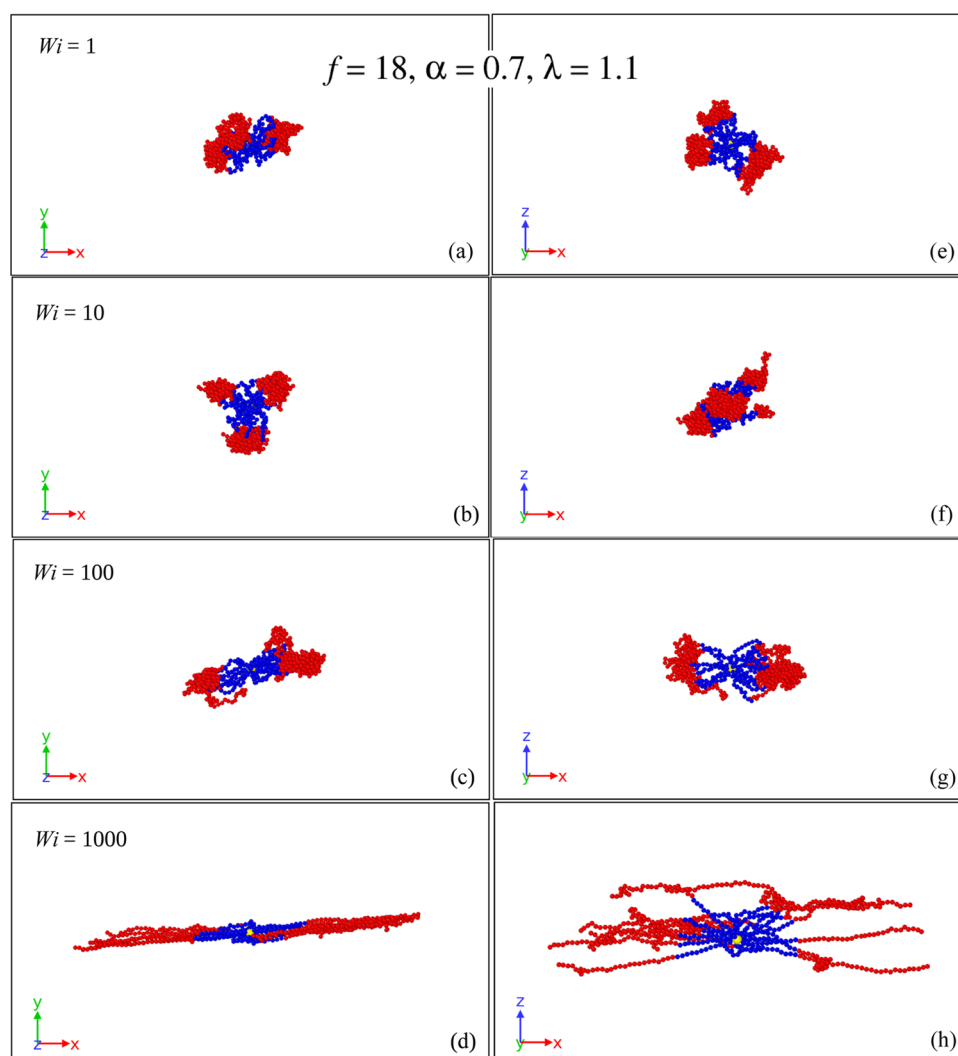 Wi = 1
f = 18, α = 0.7, λ = 1.1
y
z x
(a)
z
y x
(e)
Wi = 10
y
z x
(b)
z
y x
(f)
Wi = 100
y
z x
(c)
z
y x
(g)
Wi = 1000
y
z x
(d)
z
y x
(h)